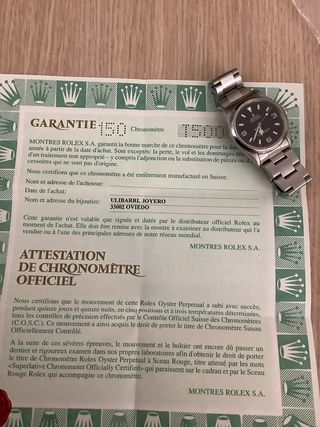 GARANTIE 150 Chronomètre T500
MONTRES ROLEX S.A. garantit la bonne marche de ce chronomètre pour la
année à partir de la date d'achat. Sont exceptés: la perte, le vol et les dommages
d'un traitement non approprié – y compris l'altération ou la substitution de pièces ou
cessoires qui ne sont pas d'origine.
Nous certifions que ce chronomètre a été entièrement manufacturé en Suisse.
Nom et adresse de l'acheteur:
Date de l'achat:
Nom et adresse du bijoutier: ULIBARRI, JOYERO
33002 OVIEDO
Cette garantie n'est valable que signée et datée par le distributeur officiel Rolex au
moment de l'achat. Elle doit être remise avec la montre à examiner au distributeur qui l'a
vendu ou à l'une des principales adresses de notre réseau mondial.
MONTRES ROLEX S.A.
ATTESTATION
DE CHRONOMÈTRE
OFFICIEL
Nous certifions que le mouvement de cette Rolex Oyster Perpetual a subi avec succès,
pendant quinze jours et quinze nuits, en cinq positions et à trois températures déterminées,
tous les contrôles de précision effectués par le Contrôle Officiel Suisse des Chronomètres
(C.O.S.C.). Ce mouvement a ainsi acquis le droit de porter le titre de Chronomètre Suisse
Officiellement Contrôlé.
A la suite de ces sévères épreuves, le mouvement et le boîtier ont encore dû passer un
dernier et rigoureux examen dans nos propres laboratoires afin d'obtenir le droit de porter
le titre de Chronomètre Rolex Oyster Perpetual à Sceau Rouge, titre attesté par les mots
«Superlative Chronometer Officially Certified» qui paraissent sur le cadran et par le Sceau
Rouge Rolex qui accompagne ce chronomètre.
MONTRES ROLEX S.A.